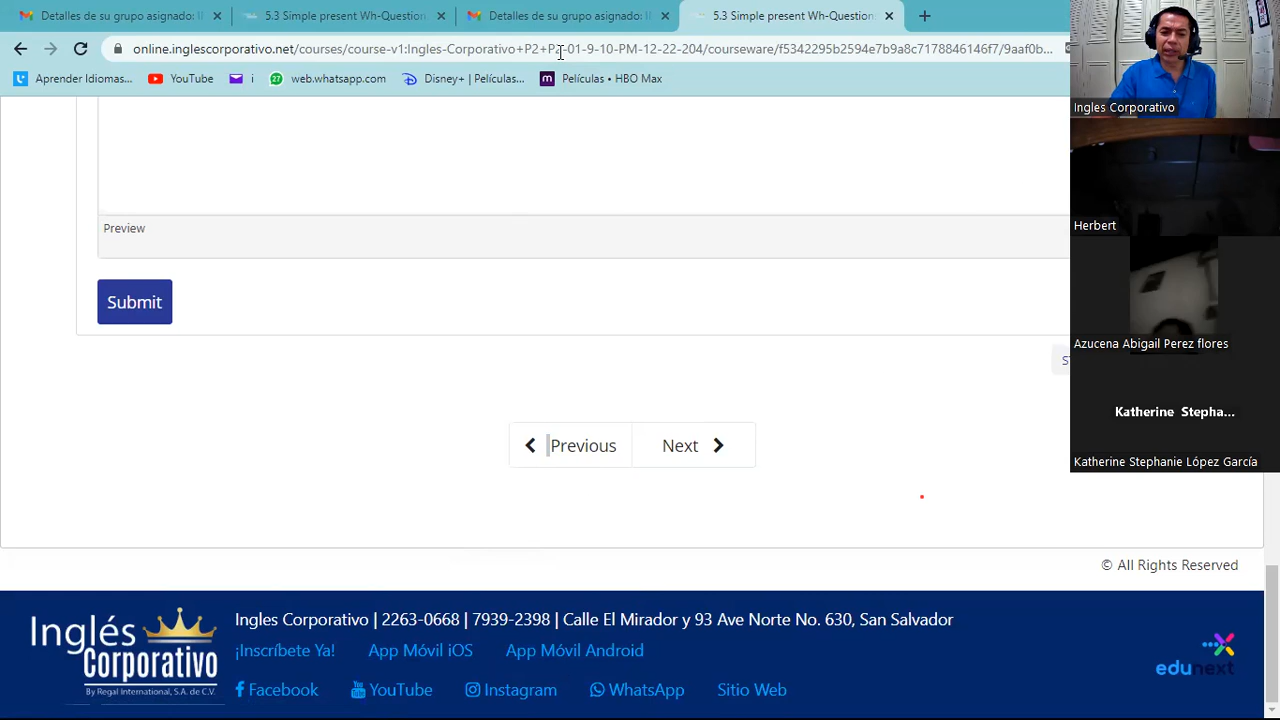 Detalles de su grupo asignado: I
5.3 Simple present Wh-Question
Detalles de su grupo asignado: I
5.3 Simple present Wh-Question
online.inglescorporativo.net/courses/course-v1:Ingles-Corporativo+P2+P2-01-9-10-PM-12-22-204/courseware/f5342295b2594e7b998c7178846146f7/9aaf0b...
Aprender Idiomas...
YouTube
i
web.whatsapp.com
Disney+ | Películas...
Películas • HBO Max
Preview
Submit
Previous
Next
Ingles Corporativo
Herbert
Azucena Abigail Perez flores
Katherine Stepha...
Katherine Stephanie López García
© All Rights Reserved
Inglés
Corporativo
By Regal International, S.A. de C.V.
Ingles Corporativo | 2263-0668 | 7939-2398 | Calle El Mirador y 93 Ave Norte No. 630, San Salvador
¡Inscríbete Ya!
App Móvil iOS
App Móvil Android
Facebook
YouTube
Instagram
WhatsApp
Sitio Web
edunext